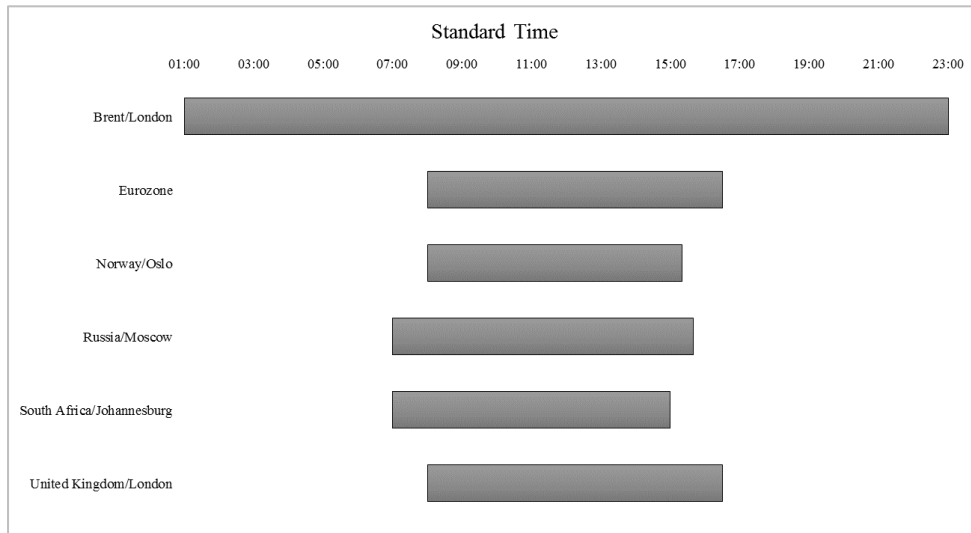 Standard Time
01:00 03:00 05:00 07:00 09:00 11:00 13:00 15:00 17:00 19:00 21:00 23:00
Brent/London
Eurozone
Norway/Oslo
Russia/Moscow
South Africa/Johannesburg
United Kingdom/London